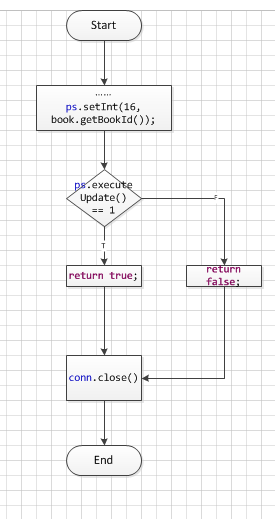 Start
......
ps.setInt(16,
book.getBookId());
ps.execute
Update()
== 1
F
T
return true;
return
false;
conn.close()
End